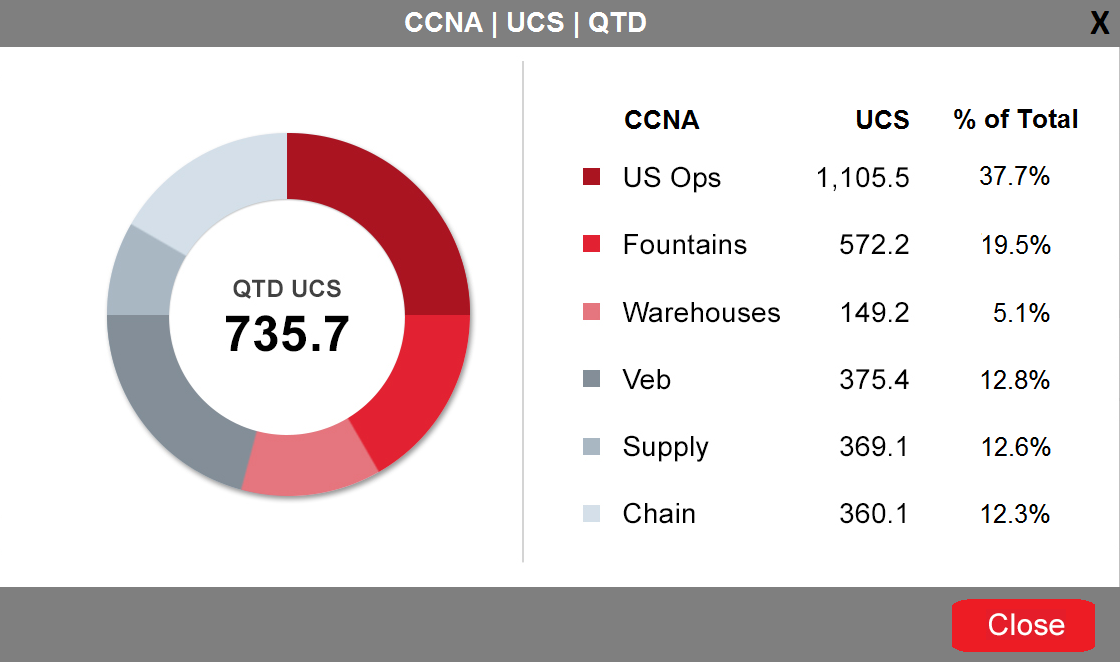 CCNA | UCS | QTD
X
QTD UCS
735.7
CCNA UCS % of Total
US Ops 1,105.5 37.7%
Fountains 572.2 19.5%
Warehouses 149.2 5.1%
Veb 375.4 12.8%
Supply 369.1 12.6%
Chain 360.1 12.3%
Close